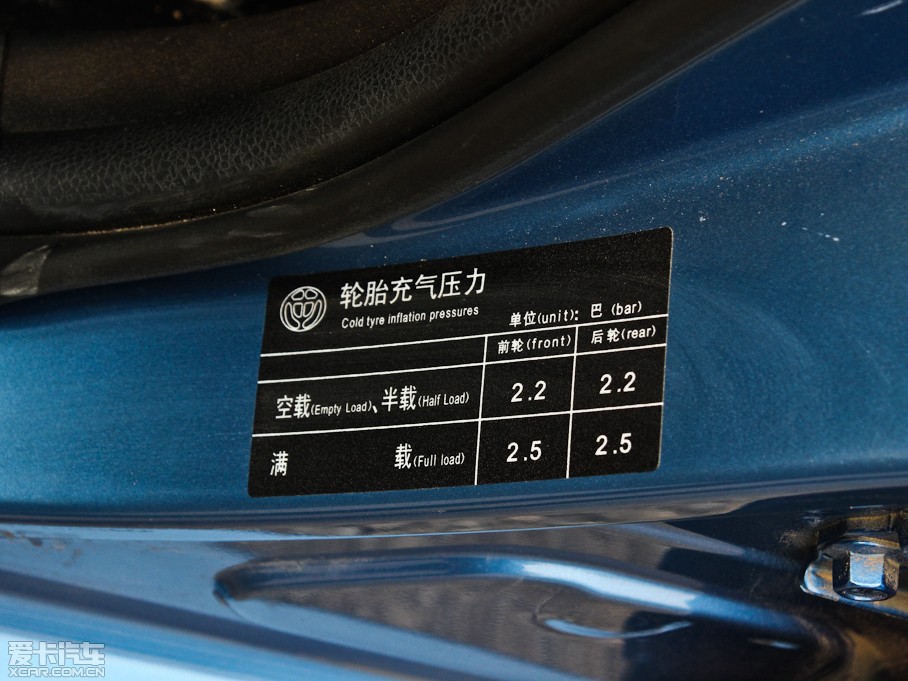 轮胎充气压力
Cold tyre inflation pressures
单位(unit)：巴(bar)
前轮(front) 后轮(rear)
空载(Empty Load)、半载(Half Load) 2.2 2.2
满 载(Full load) 2.5 2.5
爱卡汽车
XCAR.COM.CN